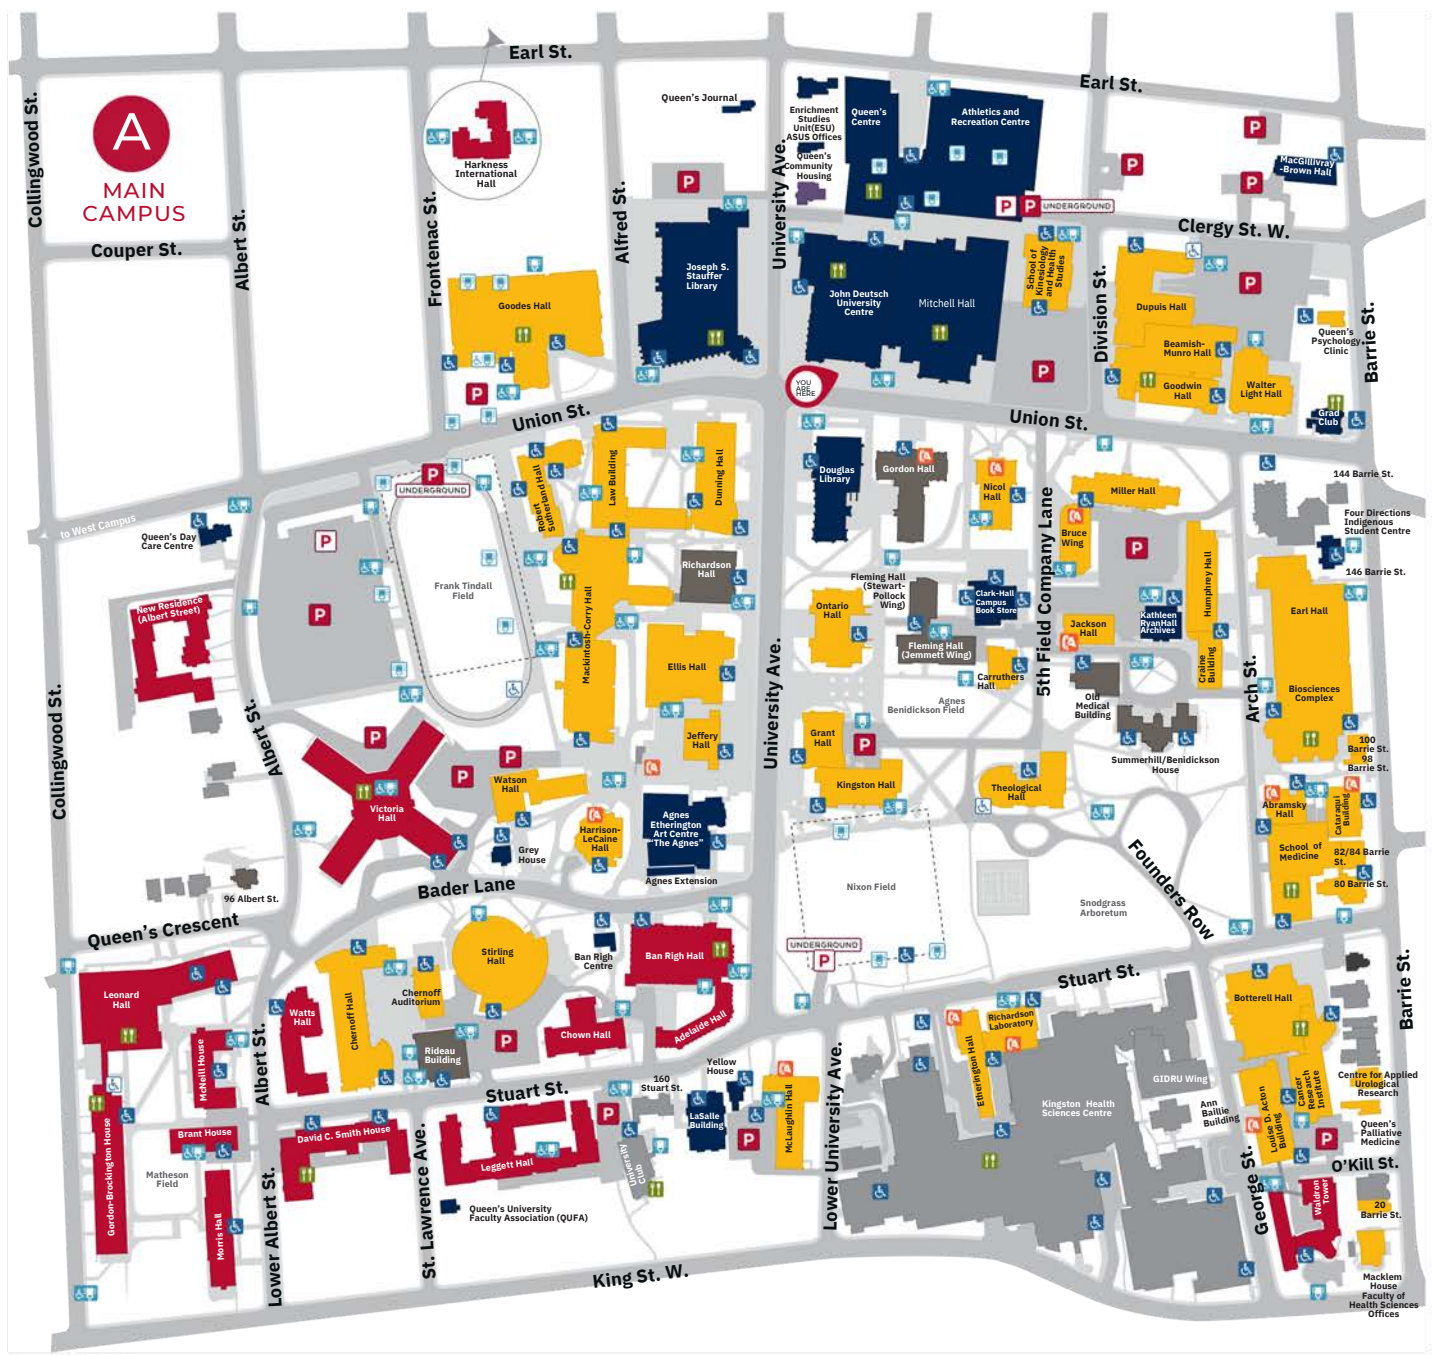 A
MAIN
CAMPUS
Earl St.
Earl St.
Collingwood St.
Couper St.
Albert St.
Frontenac St.
Alfred St.
University Ave.
Harkness
International
Hall
Queen's Journal
P
Enrichment
Studies
Unit(ESU)
ASUS Offices
Queen's
Community
Housing
Queen's
Centre
Athletics and
Recreation Centre
P
P
UNDERGROUND
P
P
P
MacGillivray
-Brown Hall
Clergy St. W.
Division St.
Barrie St.
Goodes Hall
P
Joseph S.
Stauffer
Library
John Deutsch
University
Centre
Mitchell Hall
School of
Kinesiology
and Health
Studies
P
P
Dupuis Hall
Beamish-
Munro Hall
Goodwin
Hall
Walter
Light Hall
Queen's
Psychology
Clinic
Grad
Club
YOU
ARE
HERE
Union St.
Union St.
to West Campus
Queen's Day
Care Centre
P
UNDERGROUND
P
P
Frank Tindall
Field
Robert
Sutherland Hall
Law Building
Dunning Hall
Richardson
Hall
Mackintosh-Corry Hall
Ellis Hall
Jeffery
Hall
Douglas
Library
Gordon Hall
Nicol
Hall
Miller Hall
Bruce
Wing
P
5th Field Company Lane
Humphrey Hall
144 Barrie St.
Four Directions
Indigenous
Student Centre
146 Barrie St.
Fleming Hall
(Stewart-
Pollock
Wing)
Clark-Hall
Campus
Book Store
Ontario
Hall
Fleming Hall
(Jemmett Wing)
Carruthers
Hall
Jackson
Hall
Kathleen
RyanHall
Archives
Craine
Building
Earl Hall
Biosciences
Complex
Agnes
Benidickson Field
Old
Medical
Building
Summerhill/Benidickson
House
Arch St.
100
Barrie St.
98
Barrie St.
New Residence
(Albert Street)
Collingwood St.
Albert St.
University Ave.
P
P
P
Victoria
Hall
Watson
Hall
Grey
House
Harrison-
LeCaine
Hall
Agnes
Etherington
Art Centre
"The Agnes"
Agnes Extension
Grant
Hall
P
Kingston Hall
Theological
Hall
Abramsky
Hall
Cataraqui
Building
School of
Medicine
82/84 Barrie
St.
80 Barrie St.
Nixon Field
Snodgrass
Arboretum
Founders Row
Bader Lane
96 Albert St.
Queen's Crescent
UNDERGROUND
P
Stuart St.
Leonard
Hall
Watts
Hall
Chernoff Hall
Chernoff
Auditorium
Stirling
Hall
Ban Righ
Centre
Ban Righ Hall
Adelaide Hall
Chown Hall
Rideau
Building
P
McNeill House
Albert St.
Brant House
Matheson
Field
Gordon-Brockington House
Morris Hall
Lower Albert St.
David C. Smith House
St. Lawrence Ave.
Stuart St.
Leggett Hall
P
160
Stuart St.
University
Club
Yellow
House
LaSalle
Building
P
McLaughlin Hall
Lower University Ave.
Queen's University
Faculty Association (QUFA)
King St. W.
Etherington Hall
Richardson
Laboratory
Kingston Health
Sciences Centre
GIDRU Wing
Ann
Baillie
Building
Botterell Hall
Barrie St.
Louise D. Acton
Building
Cancer
Research
Institute
Centre for Applied
Urological
Research
P
Queen's
Palliative
Medicine
O'Kill St.
George St.
Waldron
Tower
20
Barrie St.
Macklem
House
Faculty of
Health Sciences
Offices